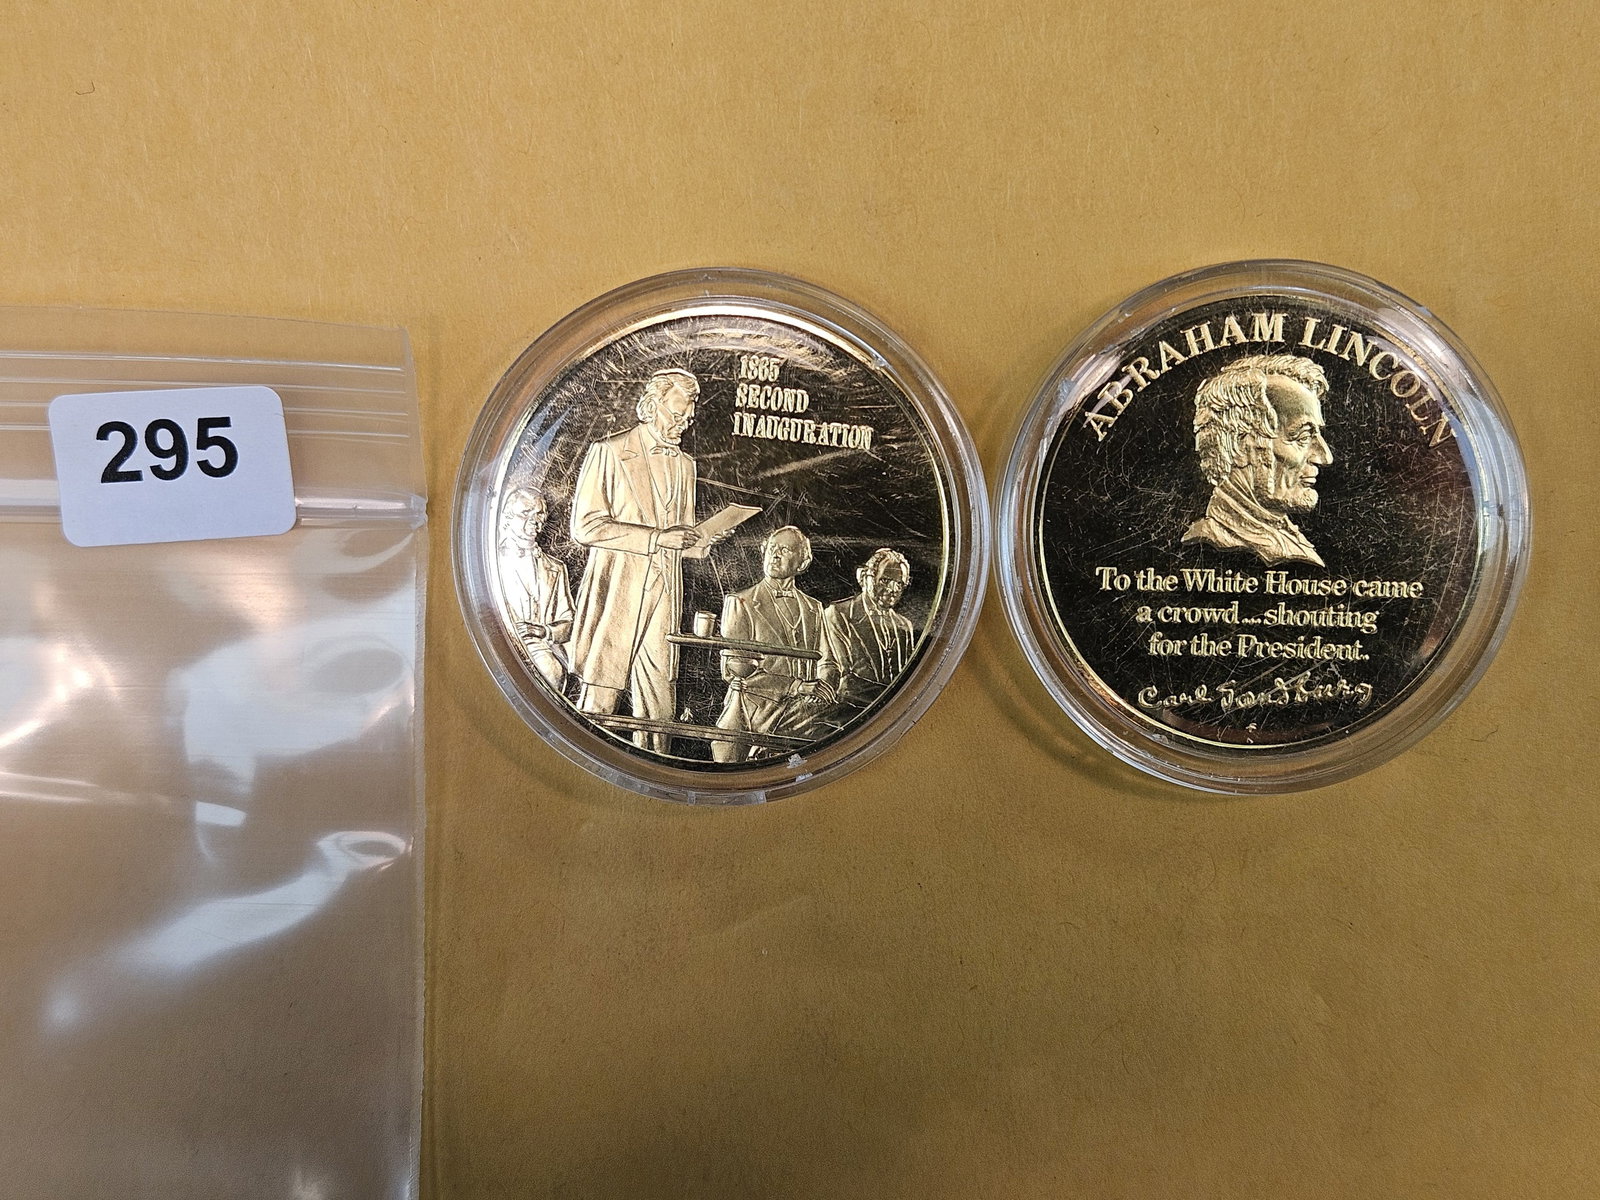 295
1865
SECOND
INAUGURATION
ABRAHAM LINCOLN
To the White House came
a crowd...shouting
for the President.
Carl Sandburg